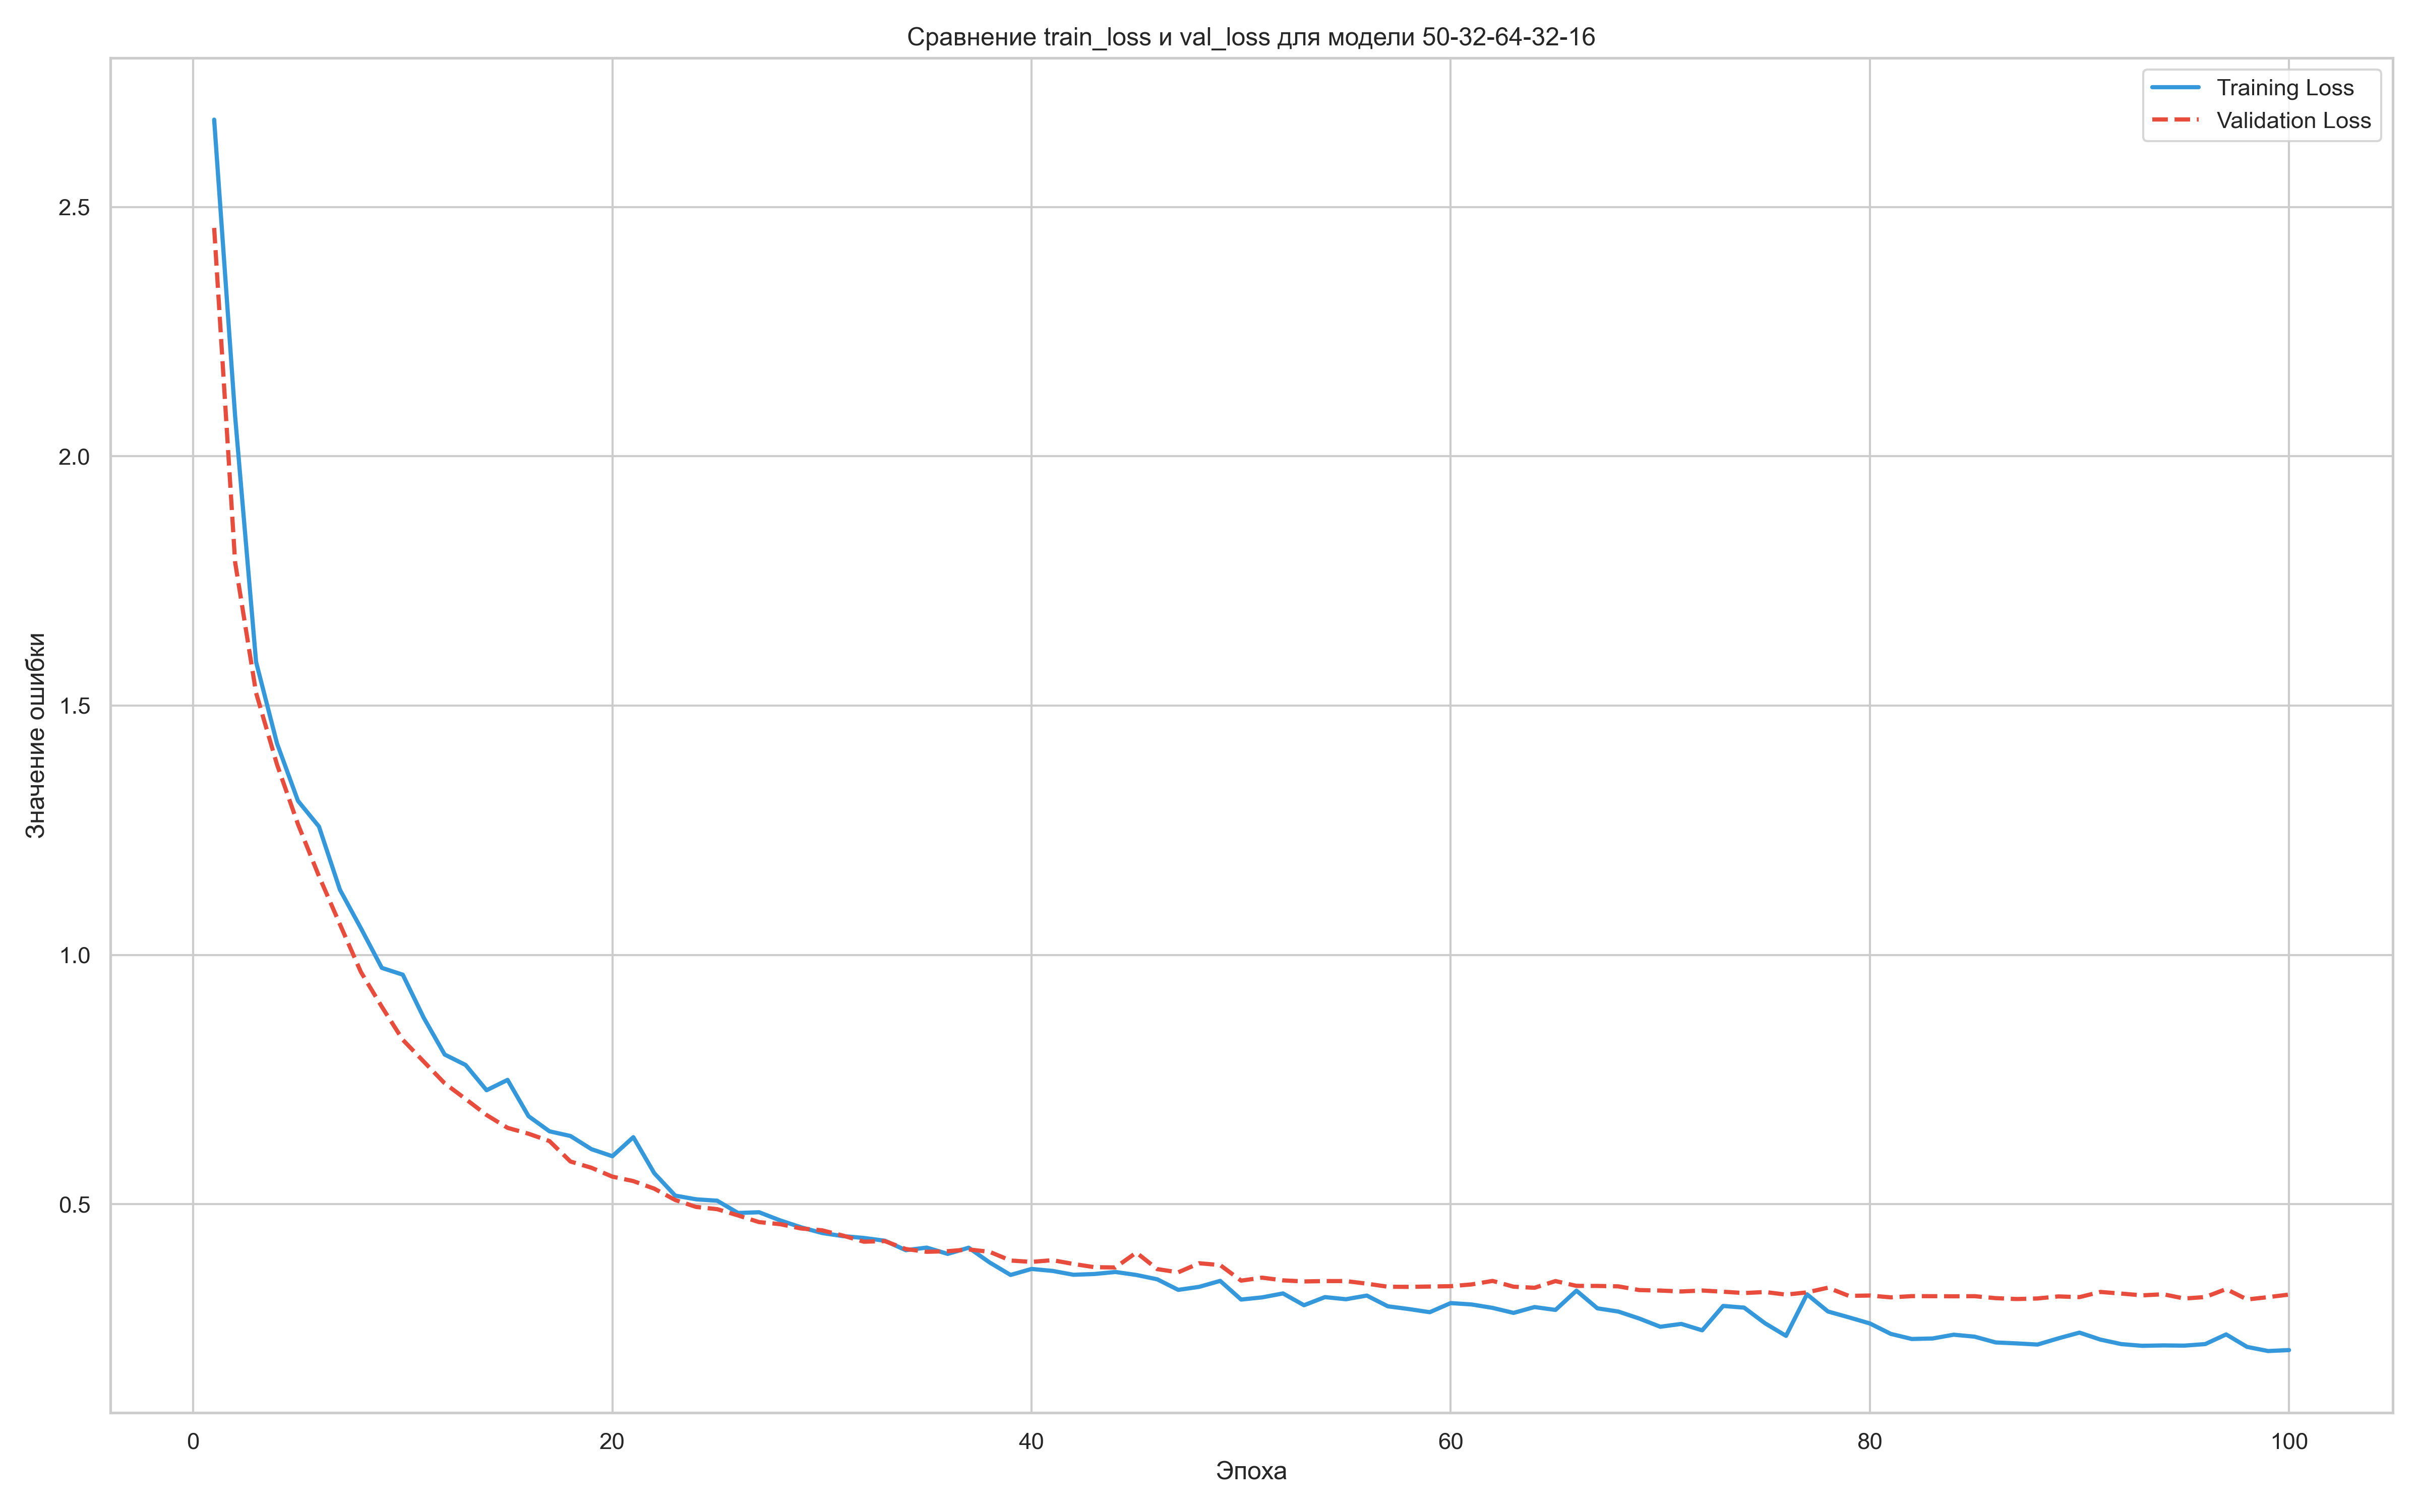 Сравнение train_loss и val_loss для модели 50-32-64-32-16
Training Loss
Validation Loss
Значение ошибки
2.5
2.0
1.5
1.0
0.5
0
20
40
60
80
100
Эпоха